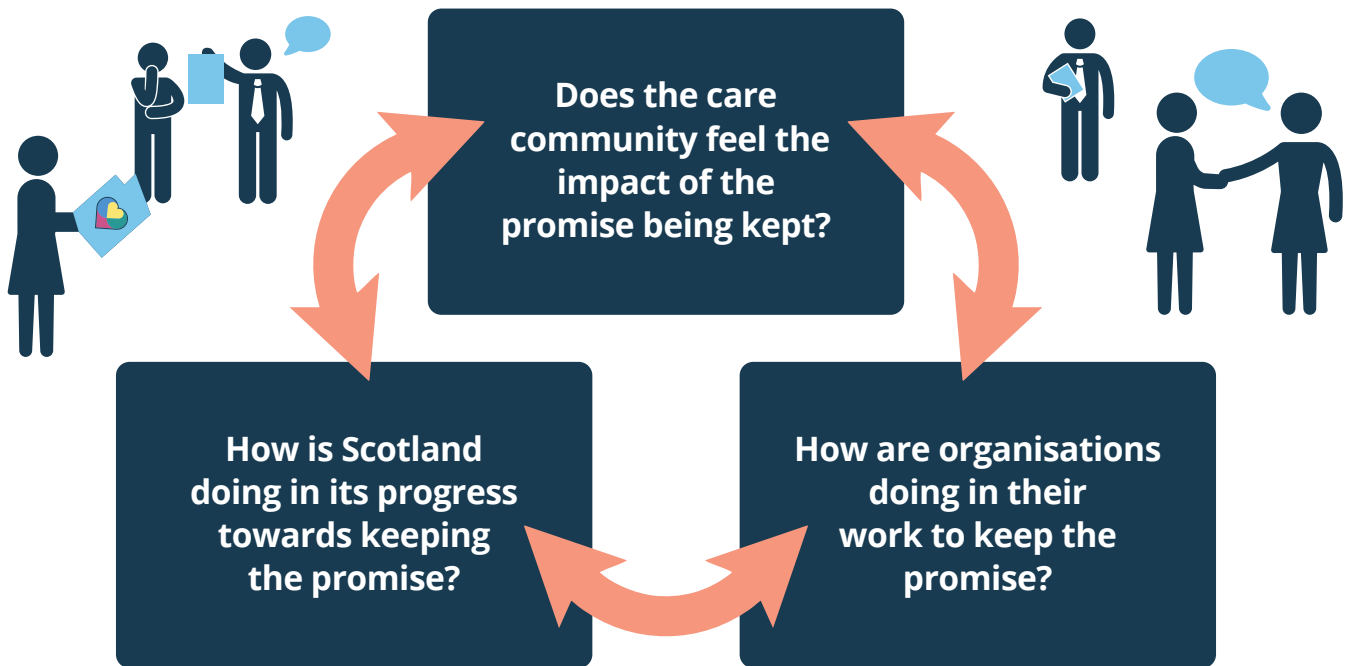 Does the care
community feel the
impact of the
promise being kept?
How is Scotland
doing in its progress
towards keeping
the promise?
How are organisations
doing in their
work to keep the
promise?